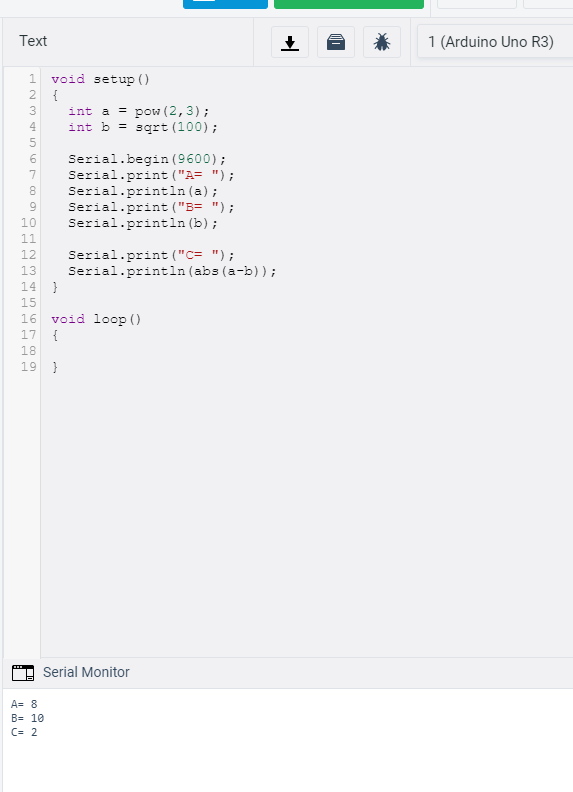 Text
1 (Arduino Uno R3)
1 void setup()
2 {
3   int a = pow(2,3);
4   int b = sqrt(100);
5
6   Serial.begin(9600);
7   Serial.print("A= ");
8   Serial.println(a);
9   Serial.print("B= ");
10   Serial.println(b);
11
12   Serial.print("C= ");
13   Serial.println(abs(a-b));
14 }
15
16 void loop()
17 {
18
19 }
Serial Monitor
A= 8
B= 10
C= 2